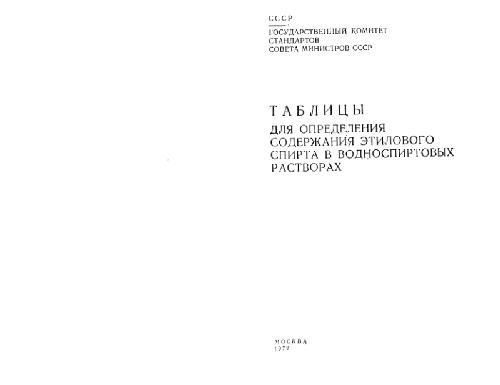 СССР
ГОСУДАРСТВЕННЫЙ КОМИТЕТ
СТАНДАРТОВ
СОВЕТА МИНИСТРОВ СССР
ТАБЛИЦЫ
ДЛЯ ОПРЕДЕЛЕНИЯ
СОДЕРЖАНИЯ ЭТИЛОВОГО
СПИРТА В ВОДНОСПИРТОВЫХ
РАСТВОРАХ
МОСКВА